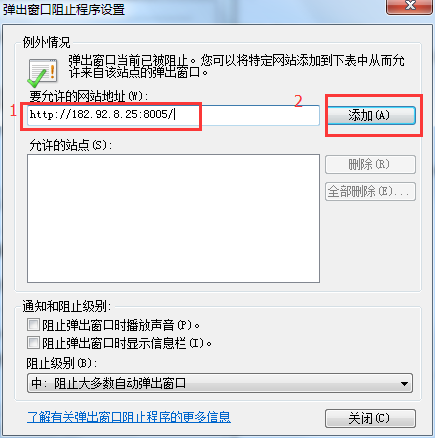 弹出窗口阻止程序设置
例外情况
弹出窗口当前已被阻止。您可以将特定网站添加到下表中从而允
许来自该站点的弹出窗口。
要允许的网站地址(W):
1
http://182.92.8.25:8005/
2
添加(A)
允许的站点(S):
删除(R)
全部删除(E)...
通知和阻止级别:
阻止弹出窗口时播放声音(P)。
阻止弹出窗口时显示信息栏(I)。
阻止级别(B):
中: 阻止大多数自动弹出窗口
了解有关弹出窗口阻止程序的更多信息
关闭(C)